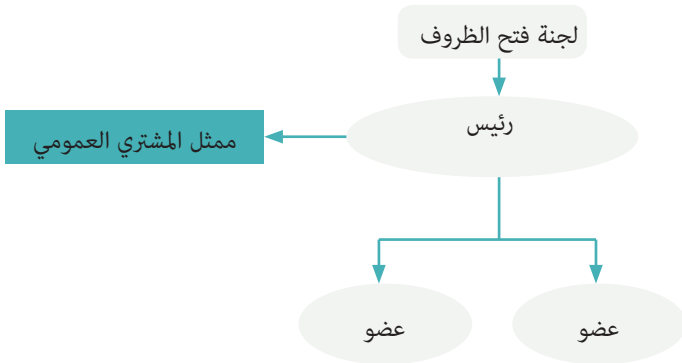 لجنة فتح الظروف
رئيس
ممثل المشتري العمومي
عضو
عضو